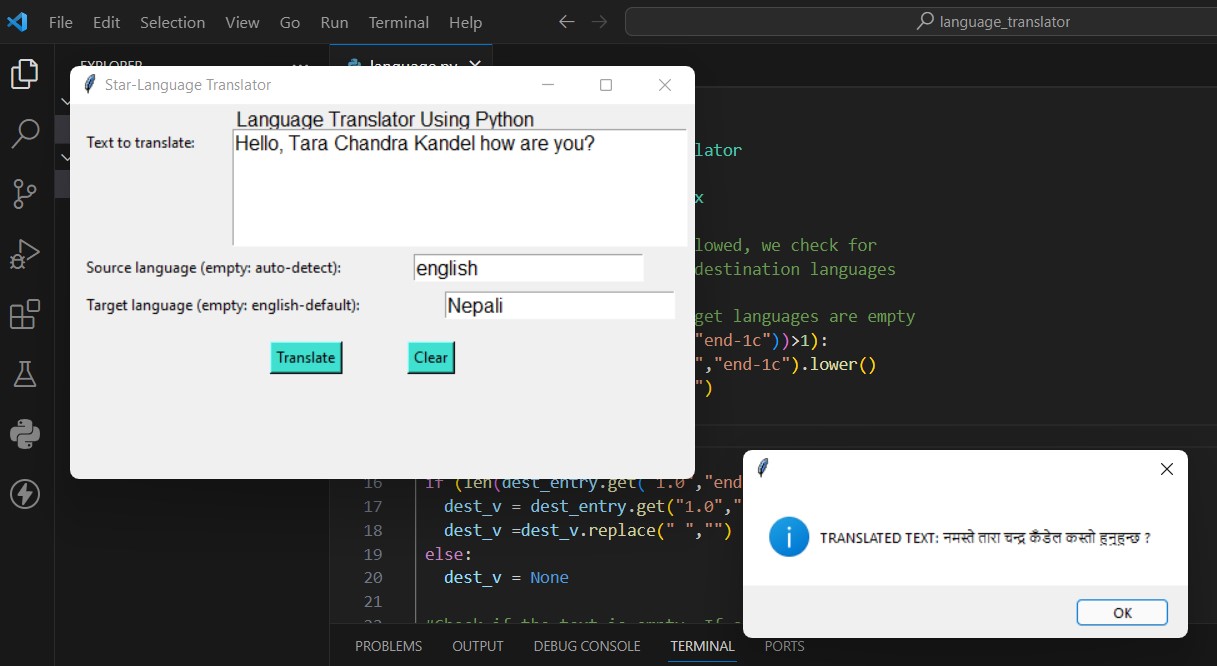 File Edit Selection View Go Run Terminal Help
language_translator
EXPLORER
language.py
Star-Language Translator
Language Translator Using Python
Text to translate:
Hello, Tara Chandra Kandel how are you?
Source language (empty: auto-detect):
english
Target language (empty: english-default):
Nepali
Translate
Clear
lator
x
lowed, we check for
destination languages
get languages are empty
"end-1c"))>1):
","end-1c").lower()
")
16 if (len(dest_entry.get("1.0","end
17 dest_v = dest_entry.get("1.0","
18 dest_v =dest_v.replace(" ","")
19 else:
20 dest_v = None
21
22 #Check if the text is empty.
TRANSLATED TEXT: नमस्ते तारा चन्द्र कँडेल कस्तो हुनुहुन्छ ?
OK
PROBLEMS OUTPUT DEBUG CONSOLE TERMINAL PORTS